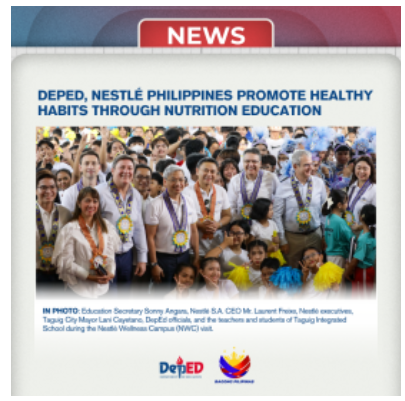 NEWS
DEPED, NESTLÉ PHILIPPINES PROMOTE HEALTHY
HABITS THROUGH NUTRITION EDUCATION
IN PHOTO: Education Secretary Sonny Angara, Nestlé S.A. CEO Mr. Laurent Freixe, Nestlé executives,
Taguig City Mayor Lani Cayetano, DepEd officials, and the teachers and students of Taguig Integrated
School during the Nestlé Wellness Campus (NWC) visit.
DepED
BAGONG PILIPINAS